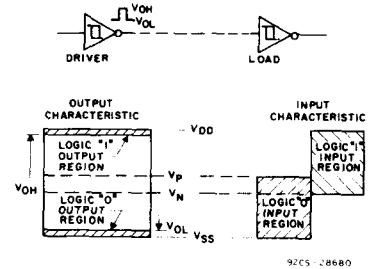 VOH
VOL
DRIVER
LOAD
OUTPUT
CHARACTERISTIC
INPUT
CHARACTERISTIC
VDD
LOGIC "1"
OUTPUT
REGION
LOGIC "1"
INPUT
REGION
VOH
VP
VN
LOGIC "0"
OUTPUT
REGION
LOGIC "0"
INPUT
REGION
VOL
VSS
92CS-28680